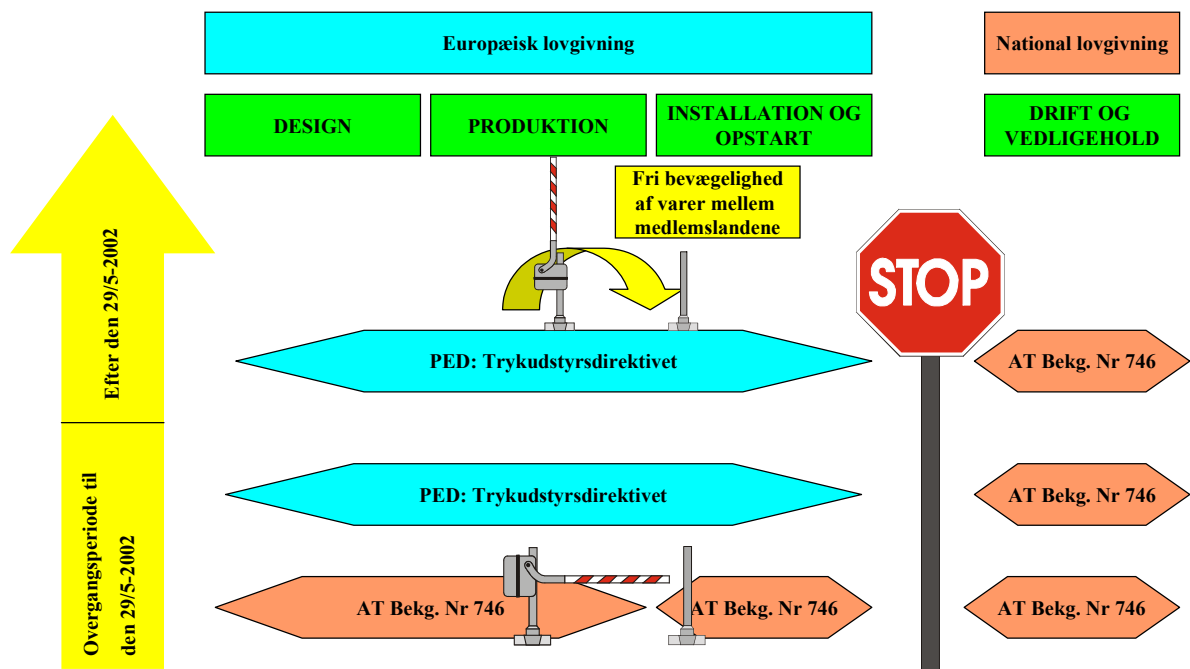 Europæisk lovgivning
National lovgivning
DESIGN
PRODUKTION
INSTALLATION OG
OPSTART
DRIFT OG
VEDLIGEHOLD
Fri bevægelighed
af varer mellem
medlemslandene
Efter den 29/5-2002
STOP
PED: Trykudstyrsdirektivet
AT Bekg. Nr 746
Overgangsperiode til
den 29/5-2002
PED: Trykudstyrsdirektivet
AT Bekg. Nr 746
AT Bekg. Nr 746
AT Bekg. Nr 746
AT Bekg. Nr 746